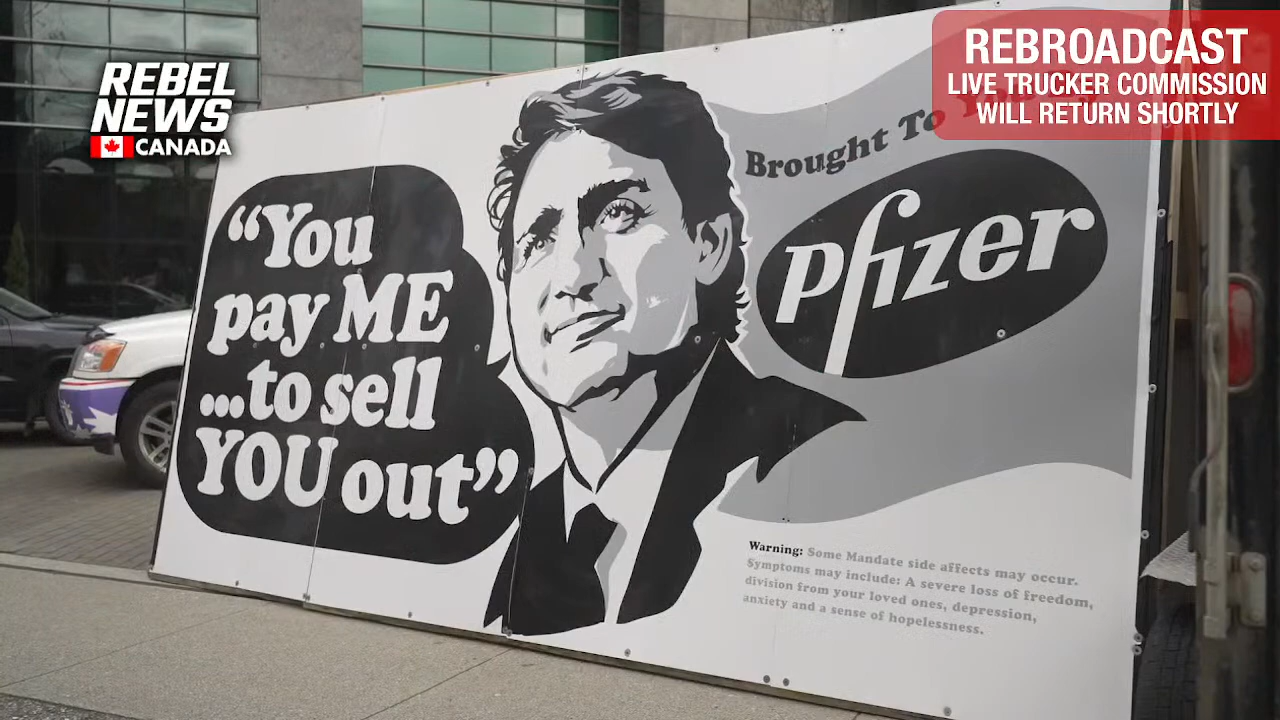 REBEL
NEWS
CANADA
REBROADCAST
LIVE TRUCKER COMMISSION
WILL RETURN SHORTLY
“You
pay ME
...to sell
YOU out”
Brought To
Pfizer
Warning: Some Mandate side affects may occur.
Symptoms may include: A severe loss of freedom,
division from your loved ones, depression,
anxiety and a sense of hopelessness.